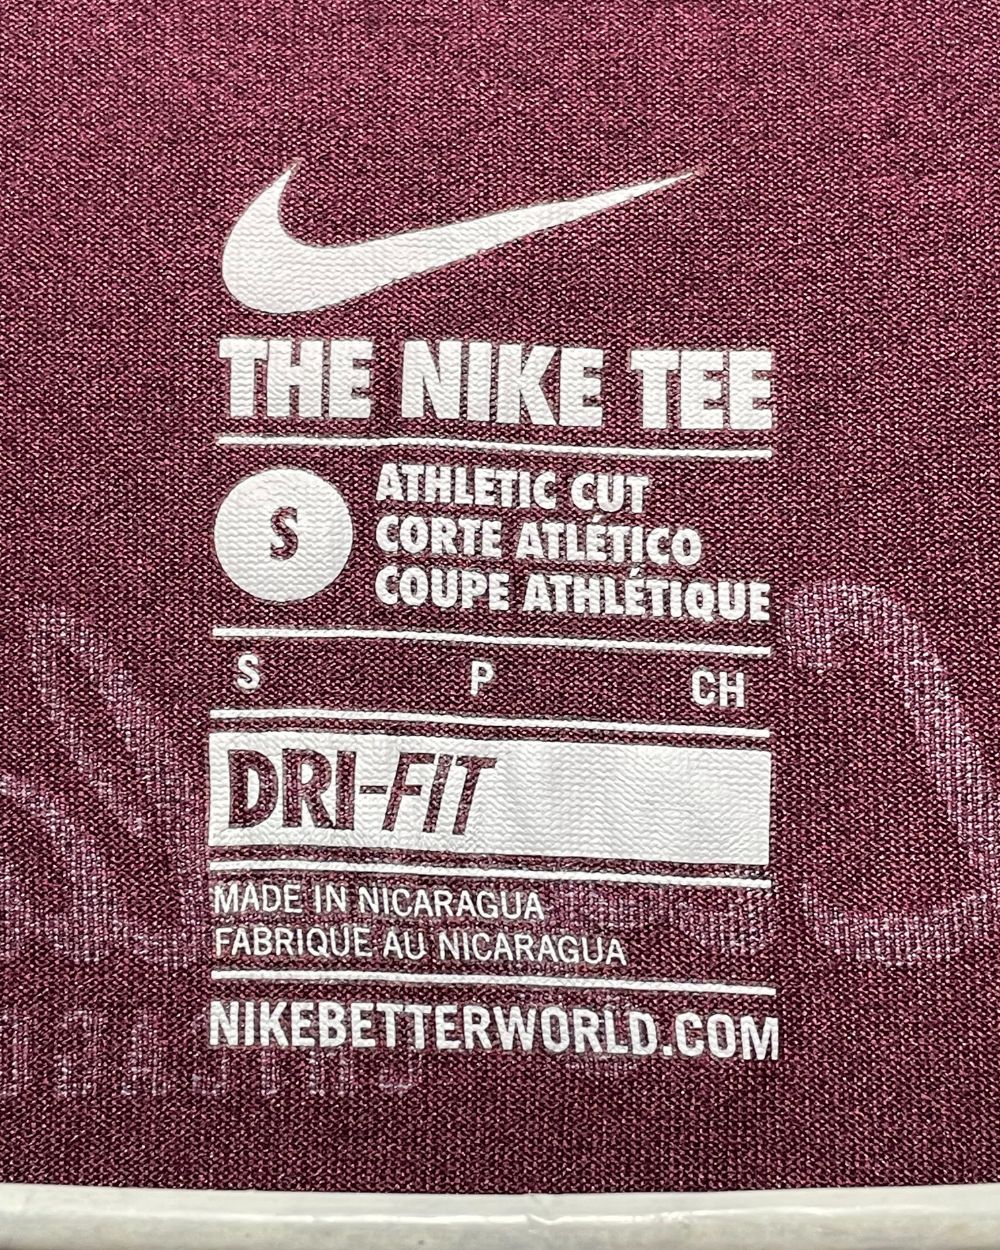 THE NIKE TEE
S
ATHLETIC CUT
CORTE ATLÉTICO
COUPE ATHLÉTIQUE
S P CH
DRI-FIT
MADE IN NICARAGUA
FABRIQUE AU NICARAGUA
NIKEBETTERWORLD.COM